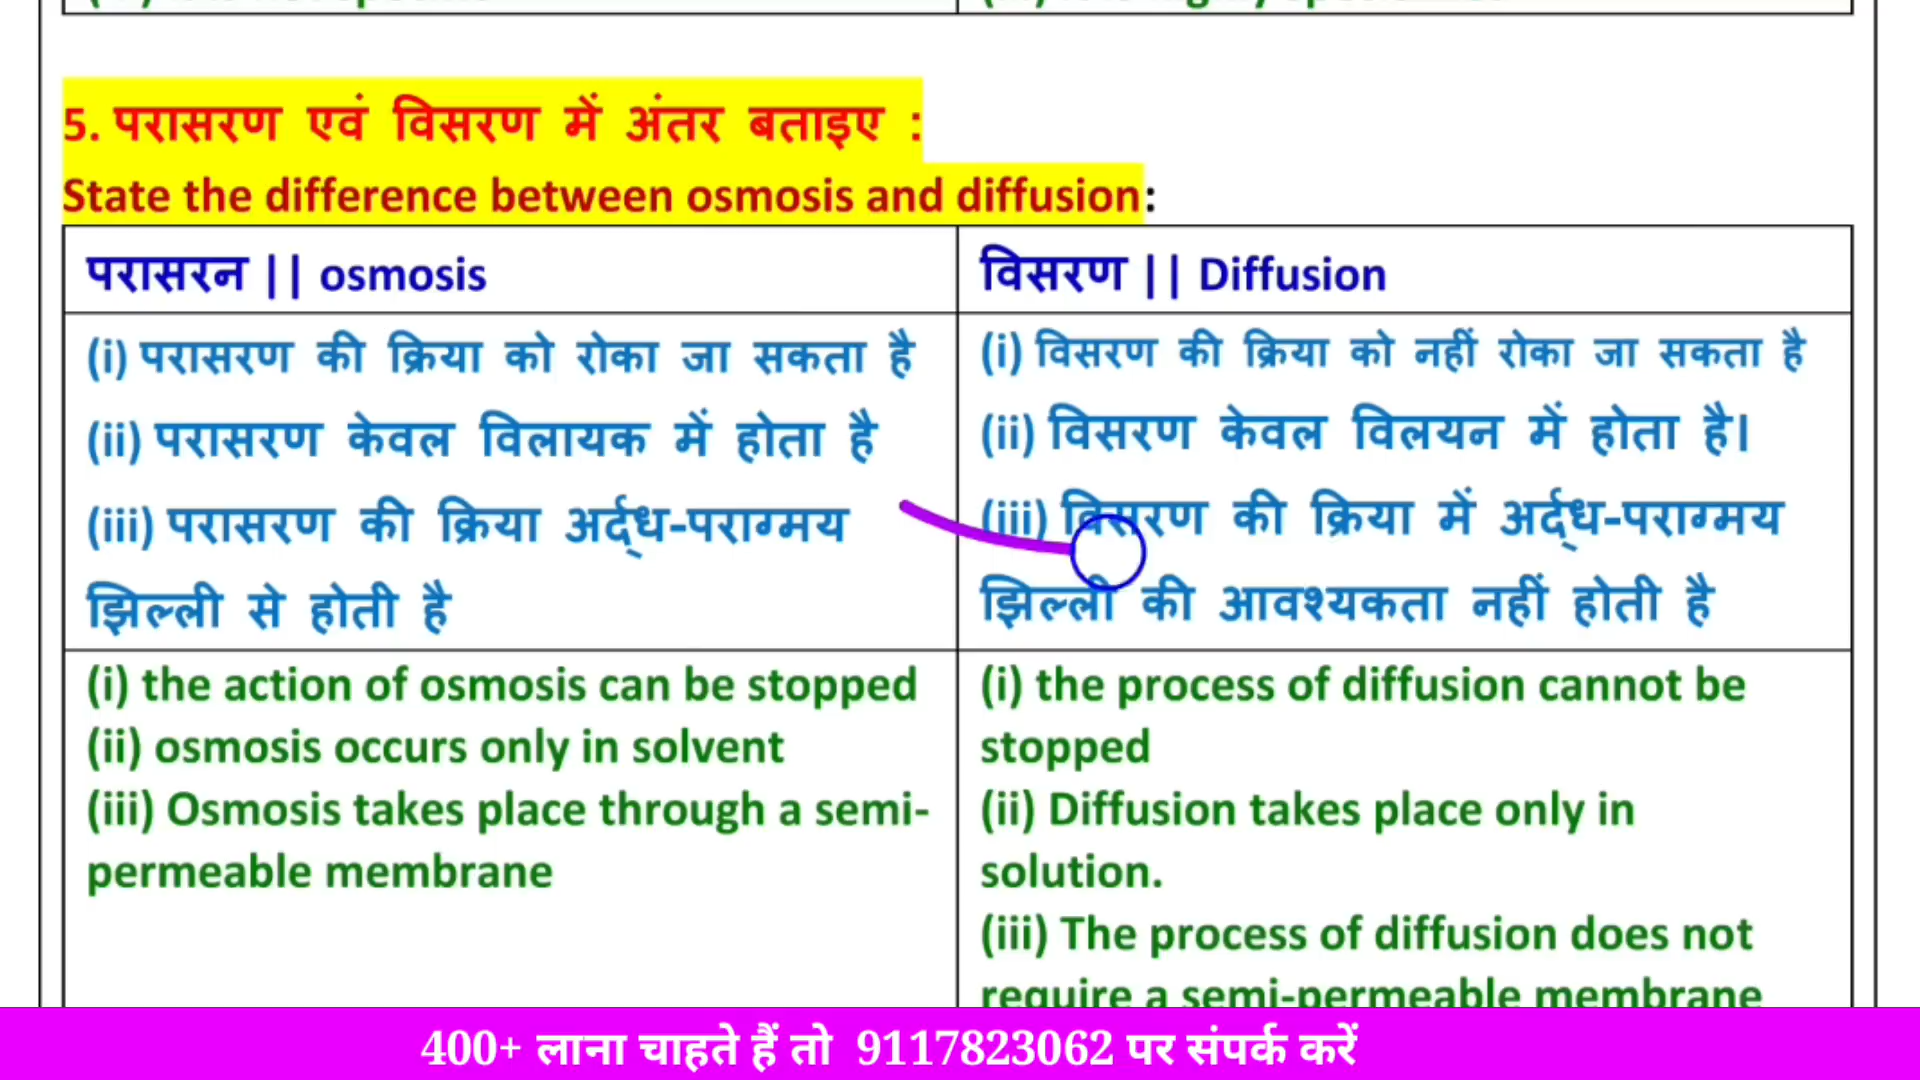 5. परासरण एवं विसरण में अंतर बताइए :
State the difference between osmosis and diffusion:
परासरन || osmosis
विसरण || Diffusion
(i) परासरण की क्रिया को रोका जा सकता है
(ii) परासरण केवल विलायक में होता है
(iii) परासरण की क्रिया अर्द्ध-पराग्मय
झिल्ली से होती है
(i) विसरण की क्रिया को नहीं रोका जा सकता है
(ii) विसरण केवल विलयन में होता है।
(iii) विसरण की क्रिया में अर्द्ध-पराग्मय
झिल्ली की आवश्यकता नहीं होती है
(i) the action of osmosis can be stopped
(ii) osmosis occurs only in solvent
(iii) Osmosis takes place through a semi-
permeable membrane
(i) the process of diffusion cannot be
stopped
(ii) Diffusion takes place only in
solution.
(iii) The process of diffusion does not
require a semi-permeable membrane
400+ लाना चाहते हैं तो 9117823062 पर संपर्क करें